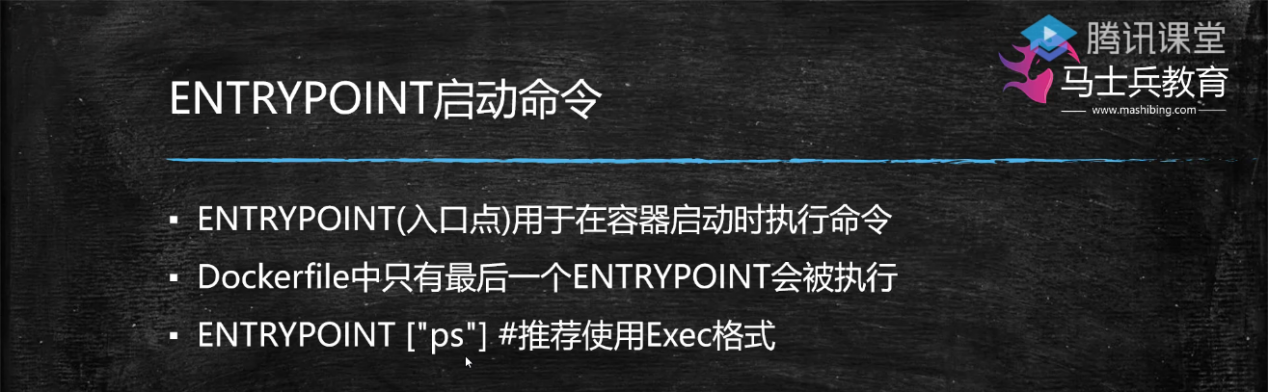 腾讯课堂
马士兵教育
www.mashibing.com
ENTRYPOINT启动命令
▪ ENTRYPOINT(入口点)用于在容器启动时执行命令
▪ Dockerfile中只有最后一个ENTRYPOINT会被执行
▪ ENTRYPOINT ["ps"] #推荐使用Exec格式